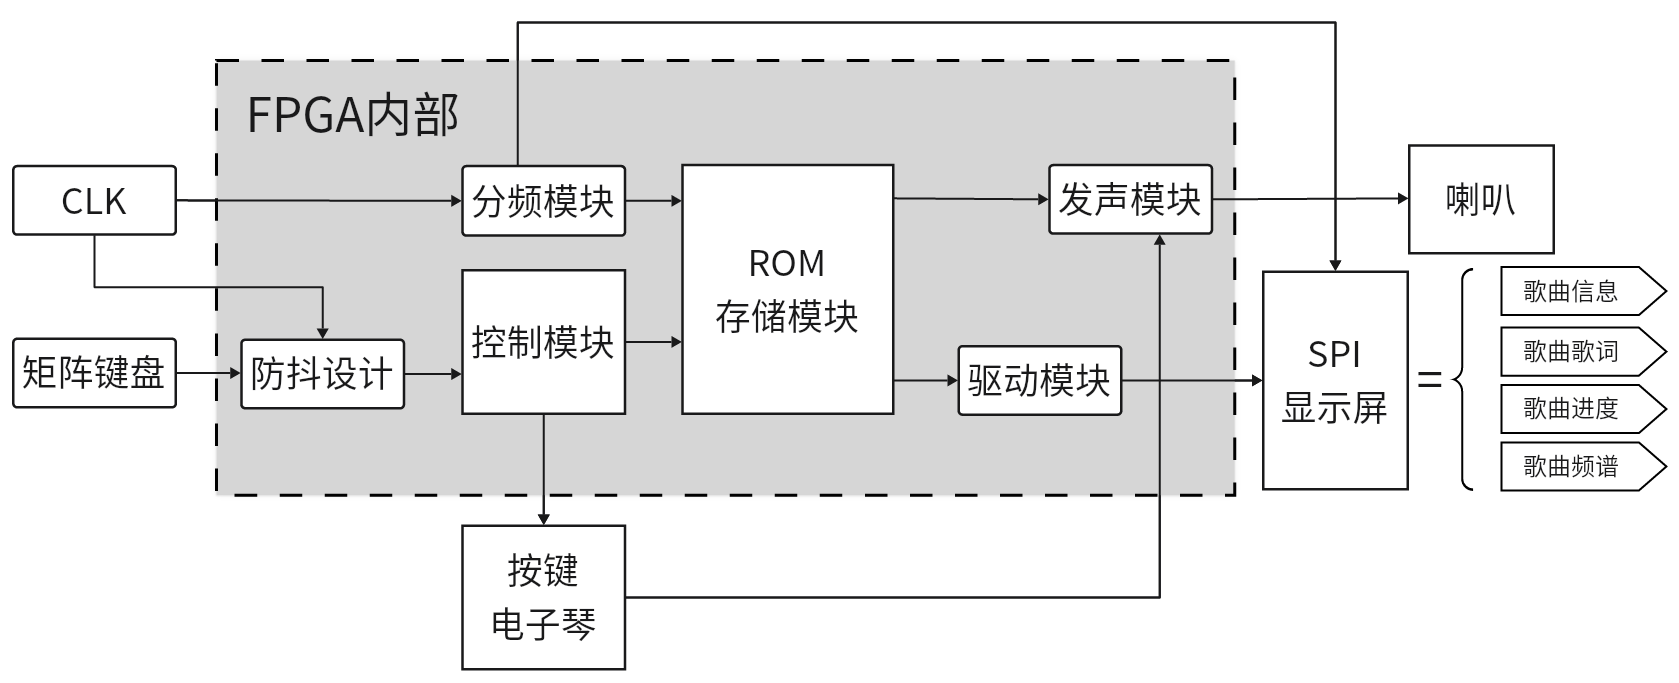 FPGA内部
CLK
分频模块
发声模块
喇叭
ROM
存储模块
矩阵键盘
防抖设计
控制模块
驱动模块
SPI
显示屏
=
歌曲信息
歌曲歌词
歌曲进度
歌曲频谱
按键
电子琴